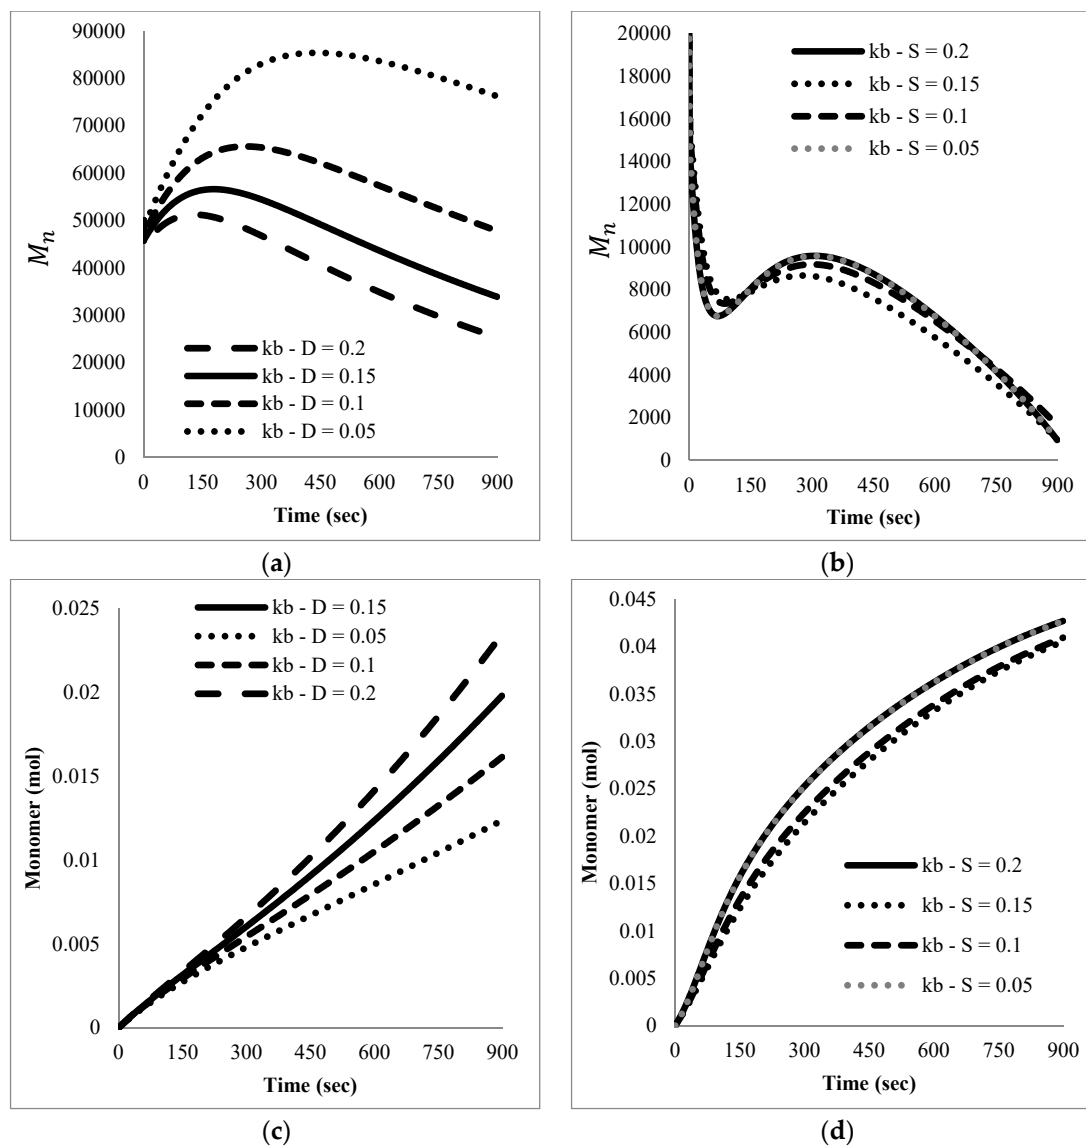 90000
80000
70000
60000
50000
40000
30000
20000
10000
0
Mn
kb - D = 0.2
kb - D = 0.15
kb - D = 0.1
kb - D = 0.05
0 150 300 450 600 750 900
Time (sec)
(a)
20000
18000
16000
14000
12000
10000
8000
6000
4000
2000
0
Mn
kb - S = 0.2
kb - S = 0.15
kb - S = 0.1
kb - S = 0.05
0 150 300 450 600 750 900
Time (sec)
(b)
0.025
0.02
0.015
0.01
0.005
0
Monomer (mol)
kb - D = 0.15
kb - D = 0.05
kb - D = 0.1
kb - D = 0.2
0 150 300 450 600 750 900
Time (sec)
(c)
0.045
0.04
0.035
0.03
0.025
0.02
0.015
0.01
0.005
0
Monomer (mol)
kb - S = 0.2
kb - S = 0.15
kb - S = 0.1
kb - S = 0.05
0 150 300 450 600 750 900
Time (sec)
(d)